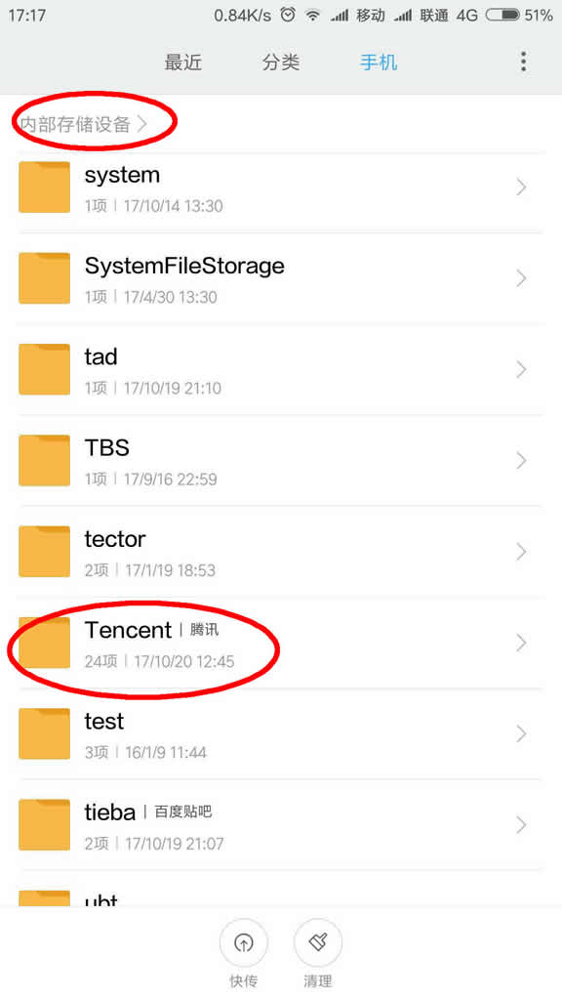 17:17 0.84K/s 移动 联通 4G 51%
最近 分类 手机
内部存储设备
system
1项 | 17/10/14 13:30
SystemFileStorage
1项 | 17/4/30 13:30
tad
1项 | 17/10/19 21:10
TBS
1项 | 17/9/16 22:59
tector
2项 | 17/1/19 18:53
Tencent | 腾讯
24项 | 17/10/20 12:45
test
3项 | 16/1/9 11:44
tieba | 百度贴吧
2项 | 17/10/19 21:07
ubt
快传 清理